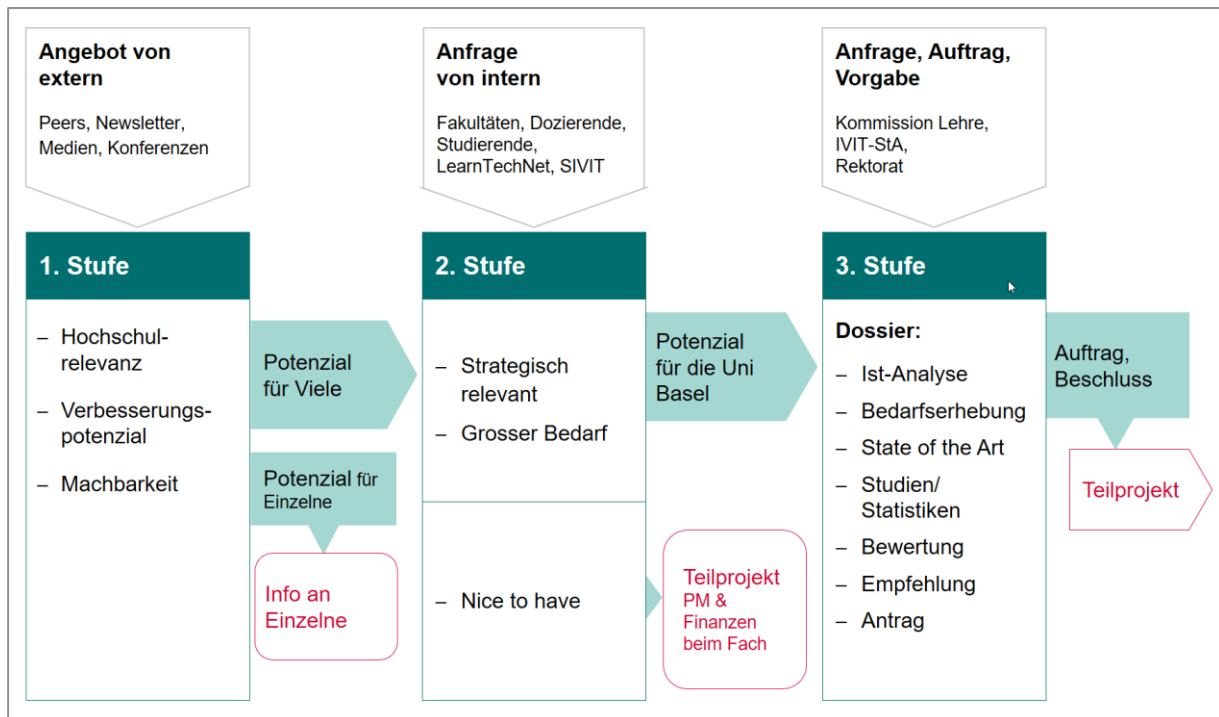 Angebot von
extern
Peers, Newsletter,
Medien, Konferenzen
Anfrage
von intern
Fakultäten, Dozierende,
Studierende,
LearnTechNet, SIVIT
Anfrage, Auftrag,
Vorgabe
Kommission Lehre,
IVIT-StA,
Rektorat
1. Stufe
– Hochschul-
relevanz
– Verbesserungs-
potenzial
– Machbarkeit
Potenzial
für Viele
Potenzial für
Einzelne
Info an
Einzelne
2. Stufe
– Strategisch
relevant
– Grosser Bedarf
– Nice to have
Potenzial
für die Uni
Basel
Teilprojekt
PM &
Finanzen
beim Fach
3. Stufe
Dossier:
– Ist-Analyse
– Bedarfserhebung
– State of the Art
– Studien/
Statistiken
– Bewertung
– Empfehlung
– Antrag
Auftrag,
Beschluss
Teilprojekt